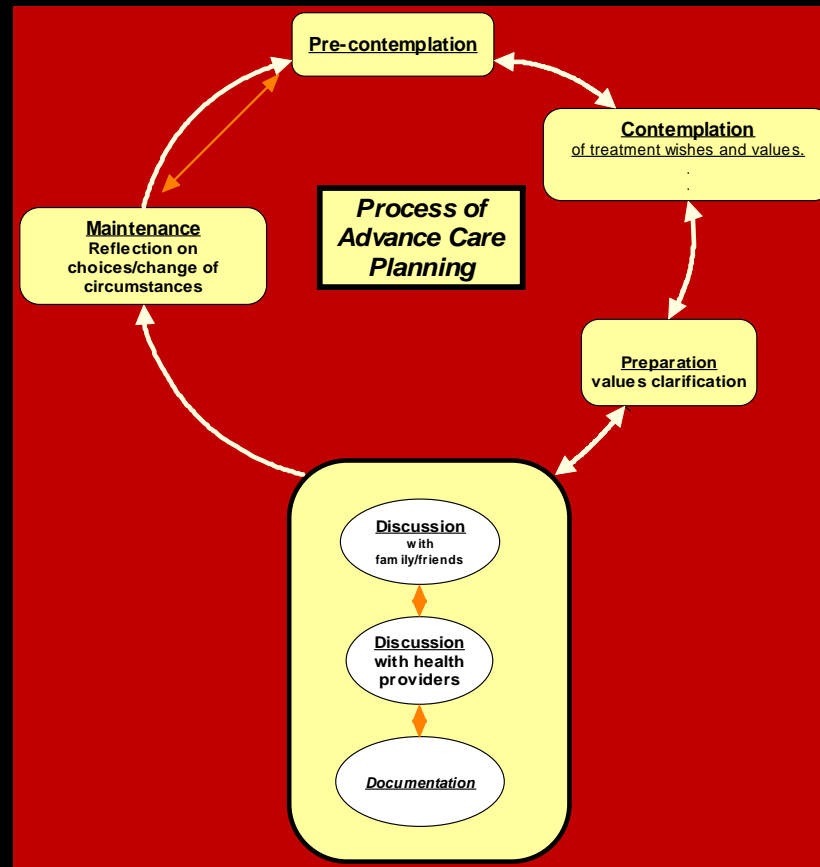 Pre-contemplation
Contemplation
of treatment wishes and values.
.
.
Process of
Advance Care
Planning
Maintenance
Reflection on
choices/change of
circumstances
Preparation
values clarification
Discussion
with
family/friends
Discussion
with health
providers
Documentation